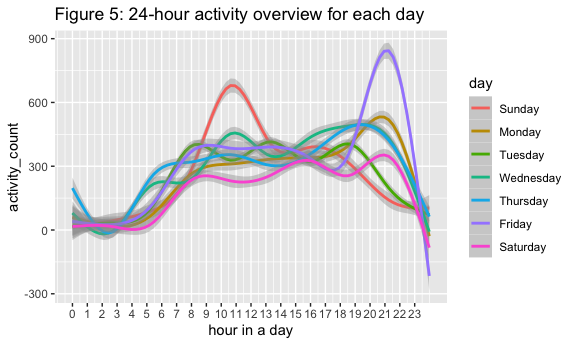 Figure 5: 24-hour activity overview for each day
900
600
300
0
-300
activity_count
0 1 2 3 4 5 6 7 8 9 10 11 12 13 14 15 16 17 18 19 20 21 22 23
hour in a day
day
Sunday
Monday
Tuesday
Wednesday
Thursday
Friday
Saturday